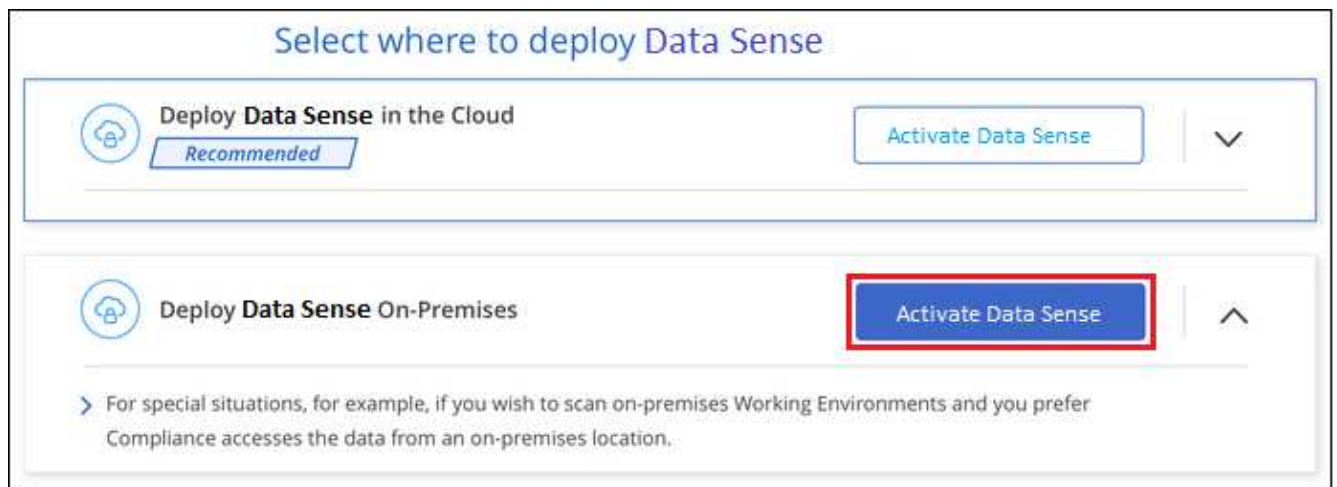 Select where to deploy Data Sense
Deploy Data Sense in the Cloud
Recommended
Activate Data Sense
Deploy Data Sense On-Premises
Activate Data Sense
For special situations, for example, if you wish to scan on-premises Working Environments and you prefer
Compliance accesses the data from an on-premises location.